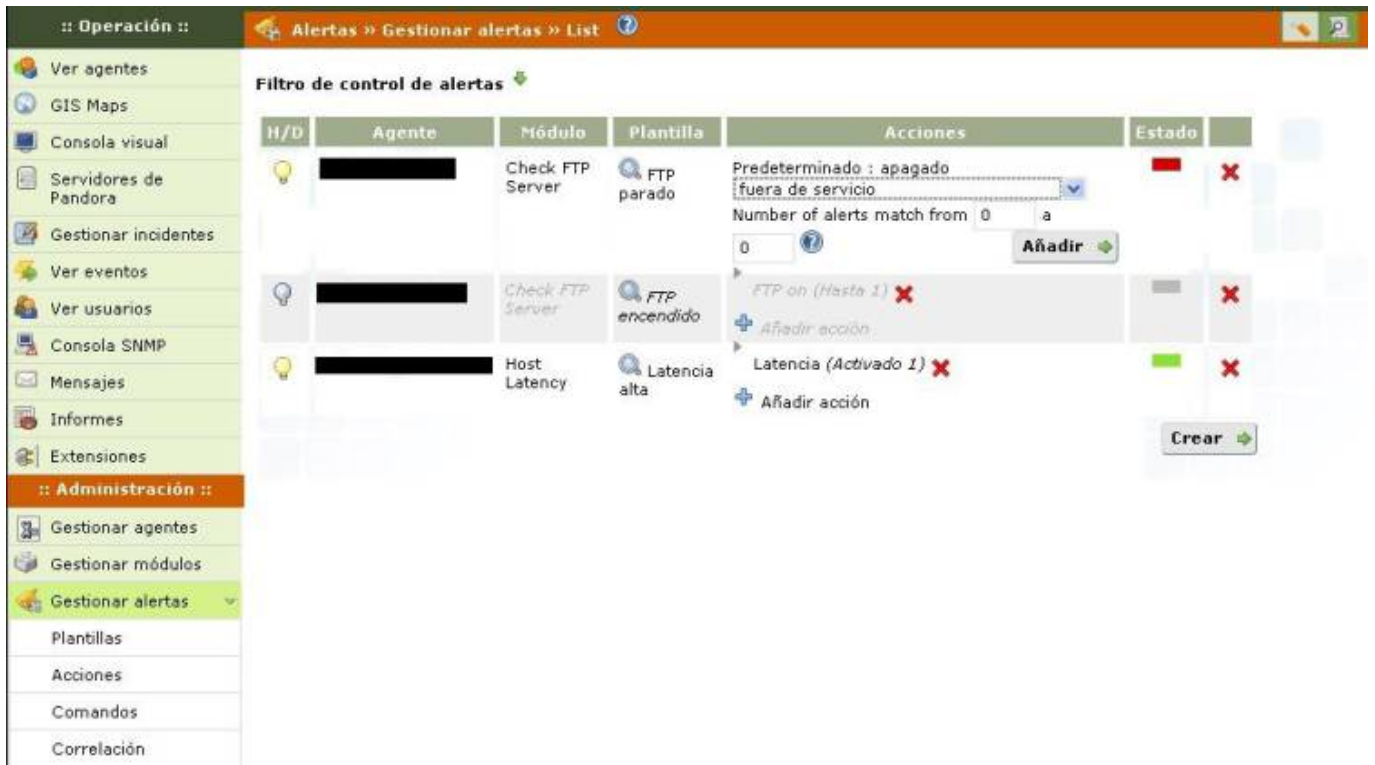 :: Operación ::
Ver agentes
GIS Maps
Consola visual
Servidores de
Pandora
Gestionar incidentes
Ver eventos
Ver usuarios
Consola SNMP
Mensajes
Informes
Extensiones
:: Administración ::
Gestionar agentes
Gestionar módulos
Gestionar alertas
Plantillas
Acciones
Comandos
Correlación
Alertas » Gestionar alertas » List
Filtro de control de alertas
H/D Agente Módulo Plantilla Acciones Estado
Check FTP
Server
FTP
parado
Predeterminado : apagado
fuera de servicio
Number of alerts match from 0 a
0 Añadir
Check FTP
Server
FTP
encendido
FTP on (Hasta 1)
Añadir acción
Host
Latency
Latencia
alta
Latencia (Activado 1)
Añadir acción
Crear